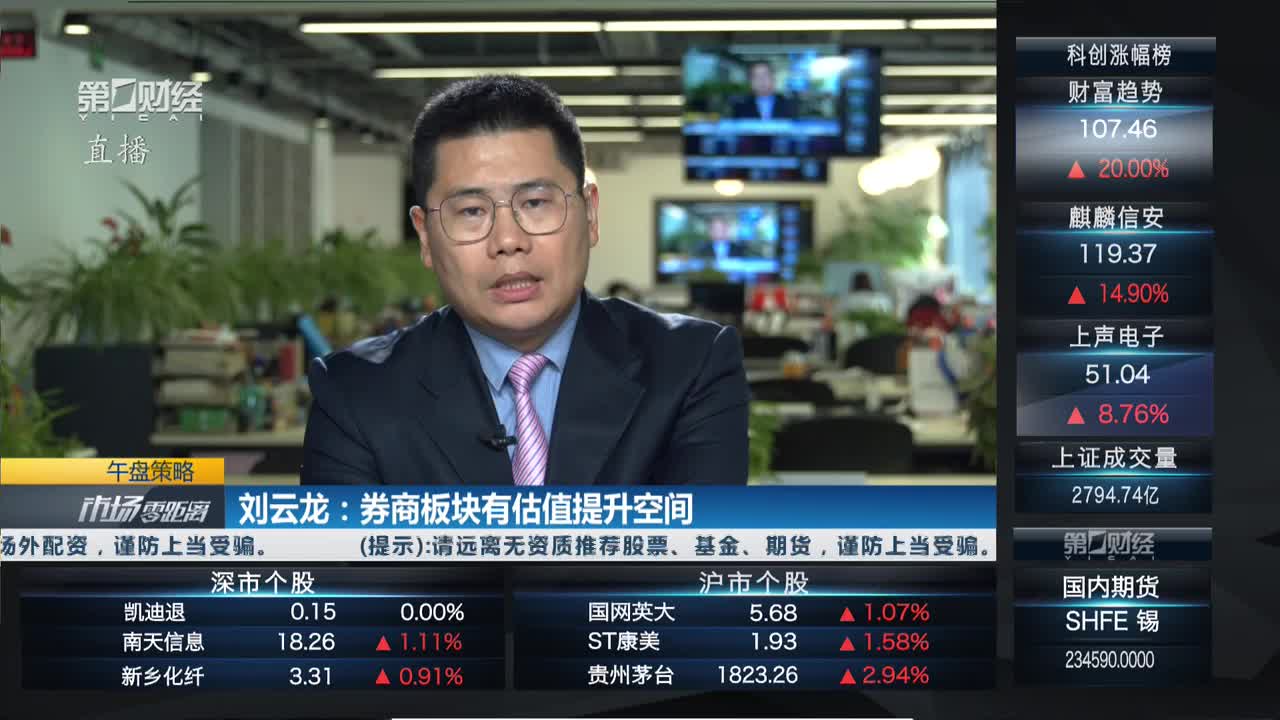 第一财经
YICAI
直播
午盘策略
市场零距离
刘云龙：券商板块有估值提升空间
场外配资，谨防上当受骗。 (提示):请远离无资质推荐股票、基金、期货，谨防上当受骗。
深市个股
凯迪退 0.15 0.00%
南天信息 18.26 ▲ 1.11%
新乡化纤 3.31 ▲ 0.91%
沪市个股
国网英大 5.68 ▲ 1.07%
ST康美 1.93 ▲ 1.58%
贵州茅台 1823.26 ▲ 2.94%
科创涨幅榜
财富趋势
107.46
▲ 20.00%
麒麟信安
119.37
▲ 14.90%
上声电子
51.04
▲ 8.76%
上证成交量
2794.74亿
第一财经
YICAI
国内期货
SHFE 锡
234590.0000